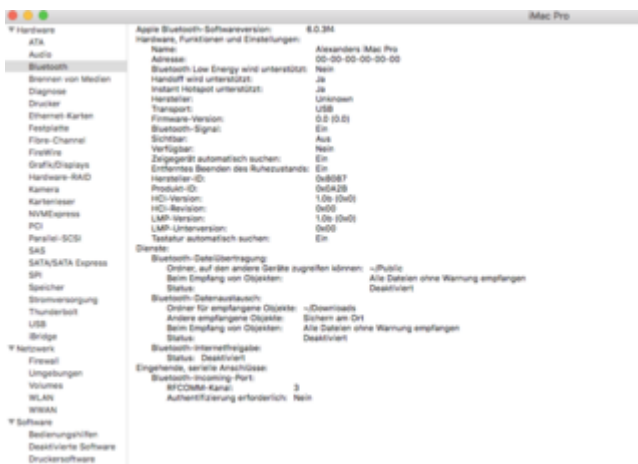 iMac Pro
Hardware
ATA
Audio
Bluetooth
Brennen von Medien
Diagnose
Drucker
Ethernet-Karten
Festplatte
Fibre-Channel
FireWire
Grafik/Displays
Hardware-RAID
Kamera
Kartenleser
NVMExpress
PCI
Parallel-SCSI
SAS
SATA/SATA Express
SPI
Speicher
Stromversorgung
Thunderbolt
USB
iBridge
Netzwerk
Firewall
Umgebungen
Volumes
WLAN
WWAN
Software
Bedienungshilfen
Deaktivierte Software
Druckersoftware
Apple Bluetooth-Softwareversion: 6.0.3f4
Hardware, Funktionen und Einstellungen:
Name: Alexanders iMac Pro
Adresse: 00-00-00-00-00-00
Bluetooth Low Energy wird unterstützt: Nein
Handoff wird unterstützt: Ja
Instant Hotspot unterstützt: Ja
Hersteller: Unknown
Transport: USB
Firmware-Version: 0.0 (0.0)
Bluetooth-Signal: Ein
Sichtbar: Aus
Verfügbar: Nein
Zeigegerät automatisch suchen: Ein
Entferntes Beenden des Ruhezustands: Ein
Hersteller-ID: 0x8087
Produkt-ID: 0x0A2B
HCI-Version: 1.0b (0x0)
HCI-Revision: 0x00
LMP-Version: 1.0b (0x0)
LMP-Unterversion: 0x00
Tastatur automatisch suchen: Ein
Dienste:
Bluetooth-Dateiübertragung:
Ordner, auf den andere Geräte zugreifen können: ~/Public
Beim Empfang von Objekten: Alle Dateien ohne Warnung empfangen
Status: Deaktiviert
Bluetooth-Datenaustausch:
Ordner für empfangene Objekte: ~/Downloads
Andere empfangene Objekte: Sichern am Ort
Beim Empfang von Objekten: Alle Dateien ohne Warnung empfangen
Status: Deaktiviert
Bluetooth-Internetfreigabe:
Status: Deaktiviert
Eingehende, serielle Anschlüsse:
Bluetooth-Incoming-Port:
RFCOMM-Kanal: 3
Authentifizierung erforderlich: Nein